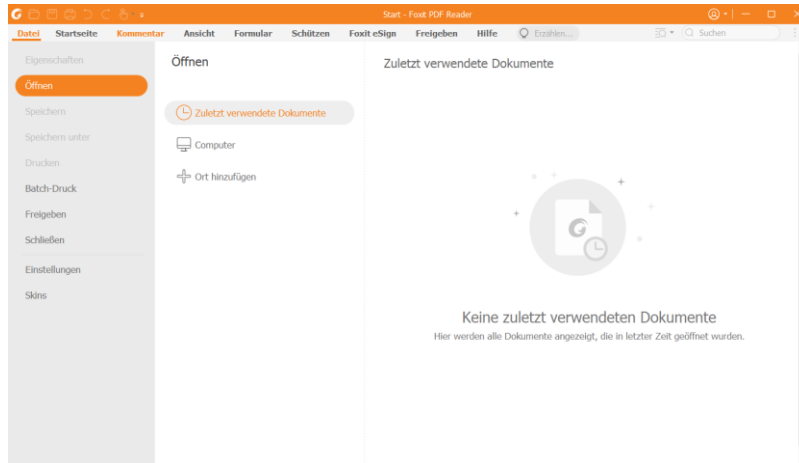 Start - Foxit PDF Reader
Datei Startseite Kommentar Ansicht Formular Schützen Foxit eSign Freigeben Hilfe Erzählen... Suchen
Eigenschaften
Öffnen
Speichern
Speichern unter
Drucken
Batch-Druck
Freigeben
Schließen
Einstellungen
Skins
Öffnen
Zuletzt verwendete Dokumente
Computer
Ort hinzufügen
Zuletzt verwendete Dokumente
Keine zuletzt verwendeten Dokumente
Hier werden alle Dokumente angezeigt, die in letzter Zeit geöffnet wurden.